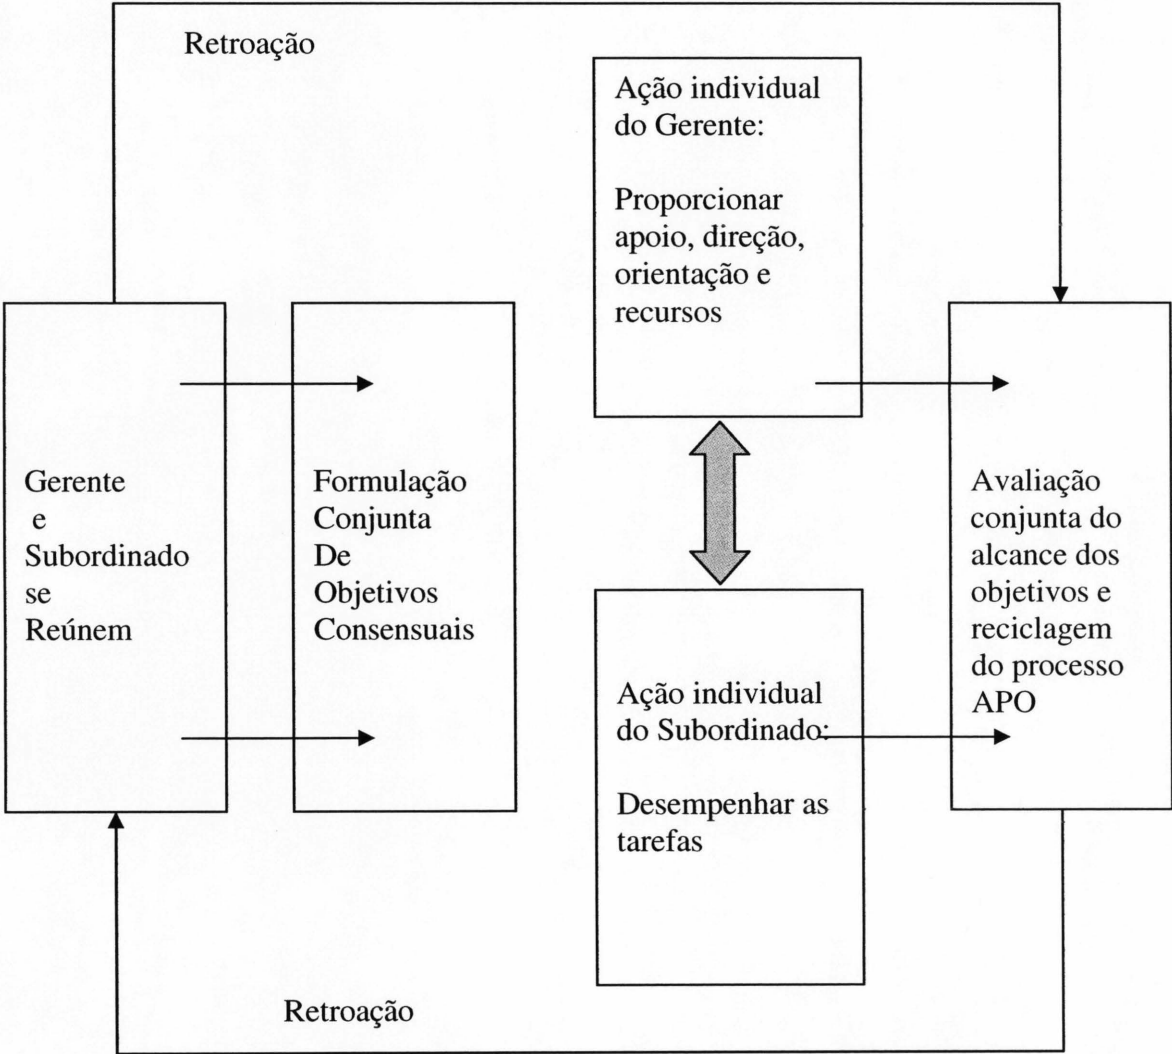 Retroação
Ação individual
do Gerente:
Proporcionar
apoio, direção,
orientação e
recursos
Gerente
e
Subordinado
se
Reúnem
Formulação
Conjunta
De
Objetivos
Consensuais
Avaliação
conjunta do
alcance dos
objetivos e
reciclagem
do processo
APO
Ação individual
do Subordinado:
Desempenhar as
tarefas
Retroação